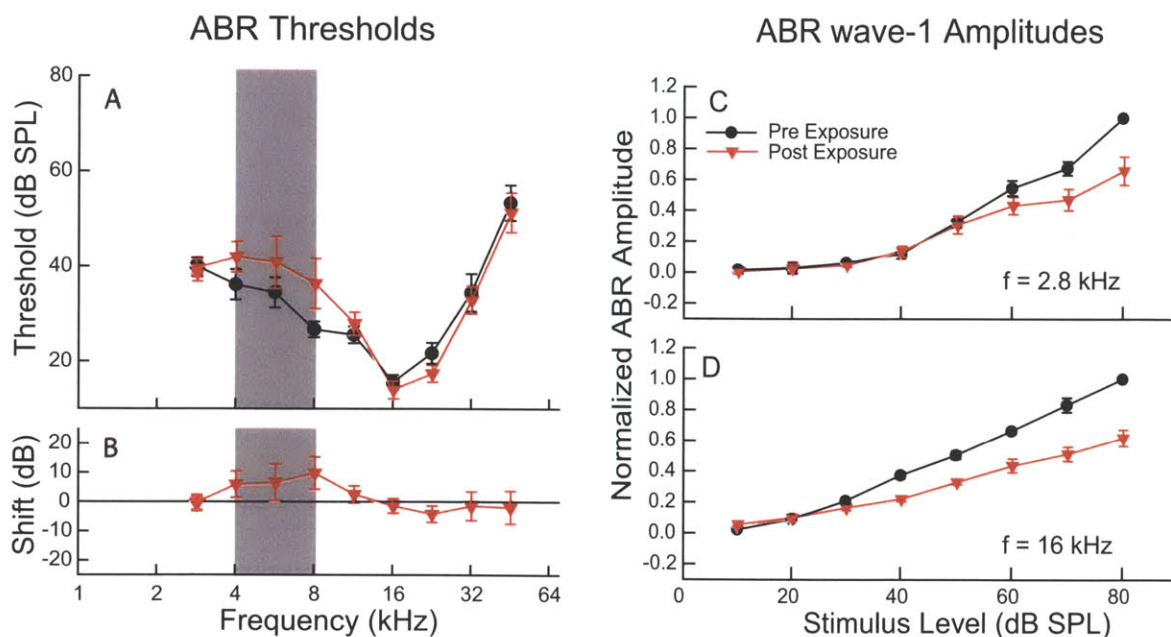 ABR Thresholds
ABR wave-1 Amplitudes
A
80
60
40
20
Threshold (dB SPL)
B
20
10
0
-10
-20
Shift (dB)
1
2
4
8
16
32
64
Frequency (kHz)
Normalized ABR Amplitude
C
1.2
1.0
0.8
0.6
0.4
0.2
0.0
-0.2
Pre Exposure
Post Exposure
f = 2.8 kHz
D
1.2
1.0
0.8
0.6
0.4
0.2
0.0
-0.2
f = 16 kHz
0
20
40
60
80
Stimulus Level (dB SPL)